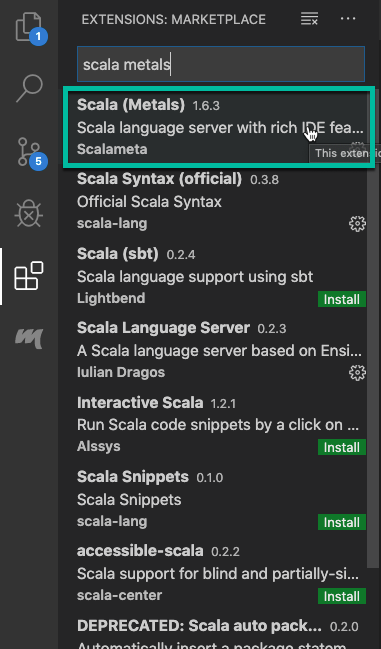 EXTENSIONS: MARKETPLACE
1
scala metals
Scala (Metals) 1.6.3
Scala language server with rich IDE fea...
Scalameta
This extensi
5
Scala Syntax (official) 0.3.8
Official Scala Syntax
scala-lang
Scala (sbt) 0.2.4
Scala language support using sbt
Lightbend Install
Scala Language Server 0.2.3
A Scala language server based on Ensi...
Iulian Dragos
Interactive Scala 1.2.1
Run Scala code snippets by a click on ...
Alssys Install
Scala Snippets 0.1.0
Scala Snippets
scala-lang Install
accessible-scala 0.2.2
Scala support for blind and partially-si...
scala-center Install
DEPRECATED: Scala auto pack... 0.2.0
Automatically insert a package statem